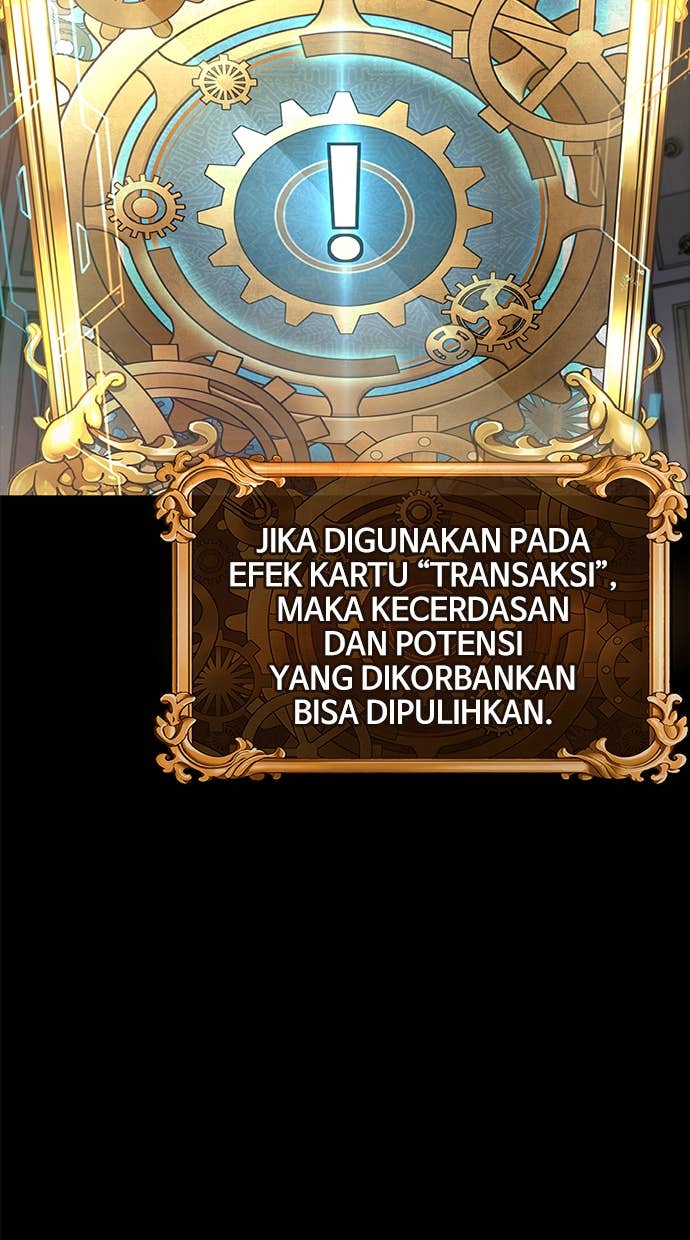 !
JIKA DIGUNAKAN PADA
EFEK KARTU “TRANSAKSI”,
MAKA KECERDASAN
DAN POTENSI
YANG DIKORBANKAN
BISA DIPULIHKAN.